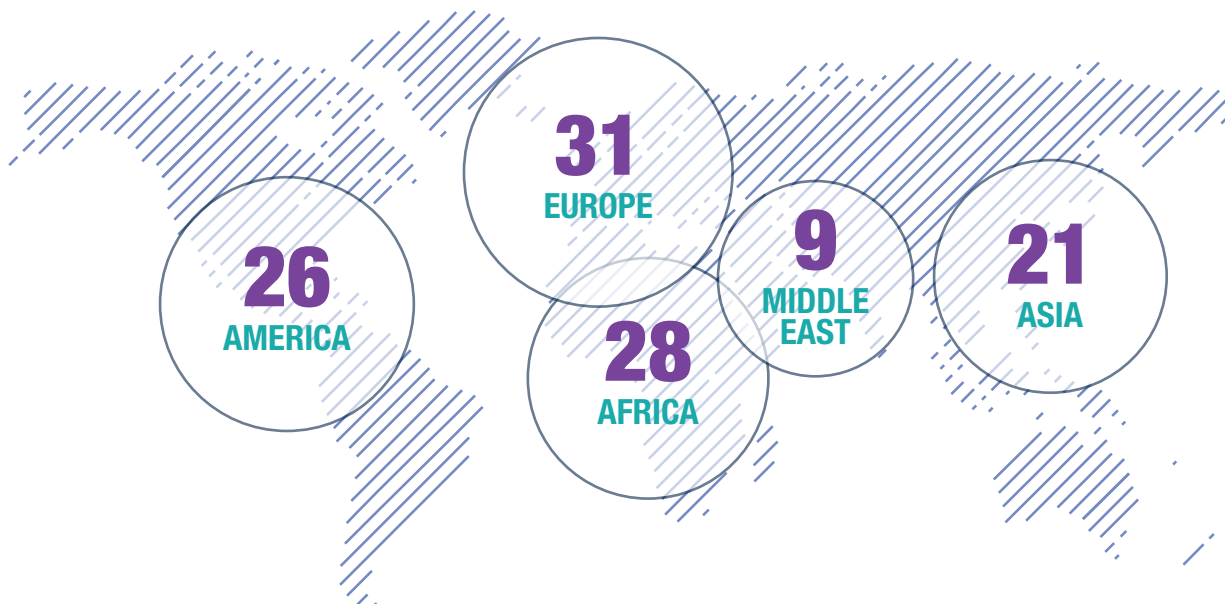 31
EUROPE
26
AMERICA
28
AFRICA
9
MIDDLE
EAST
21
ASIA